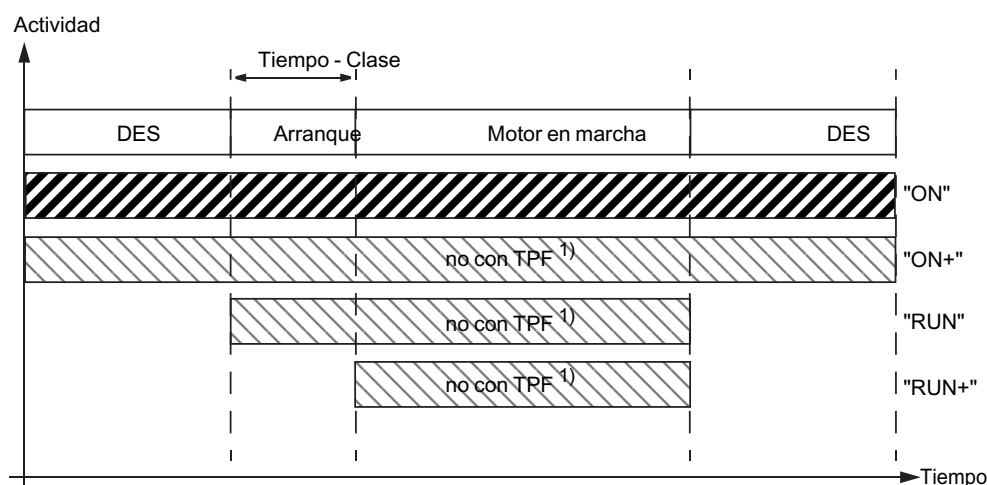 Actividad
Tiempo - Clase
DES Arranque Motor en marcha DES
"ON"
no con TPF 1) "ON+"
no con TPF 1) "RUN"
no con TPF 1) "RUN+"
Tiempo